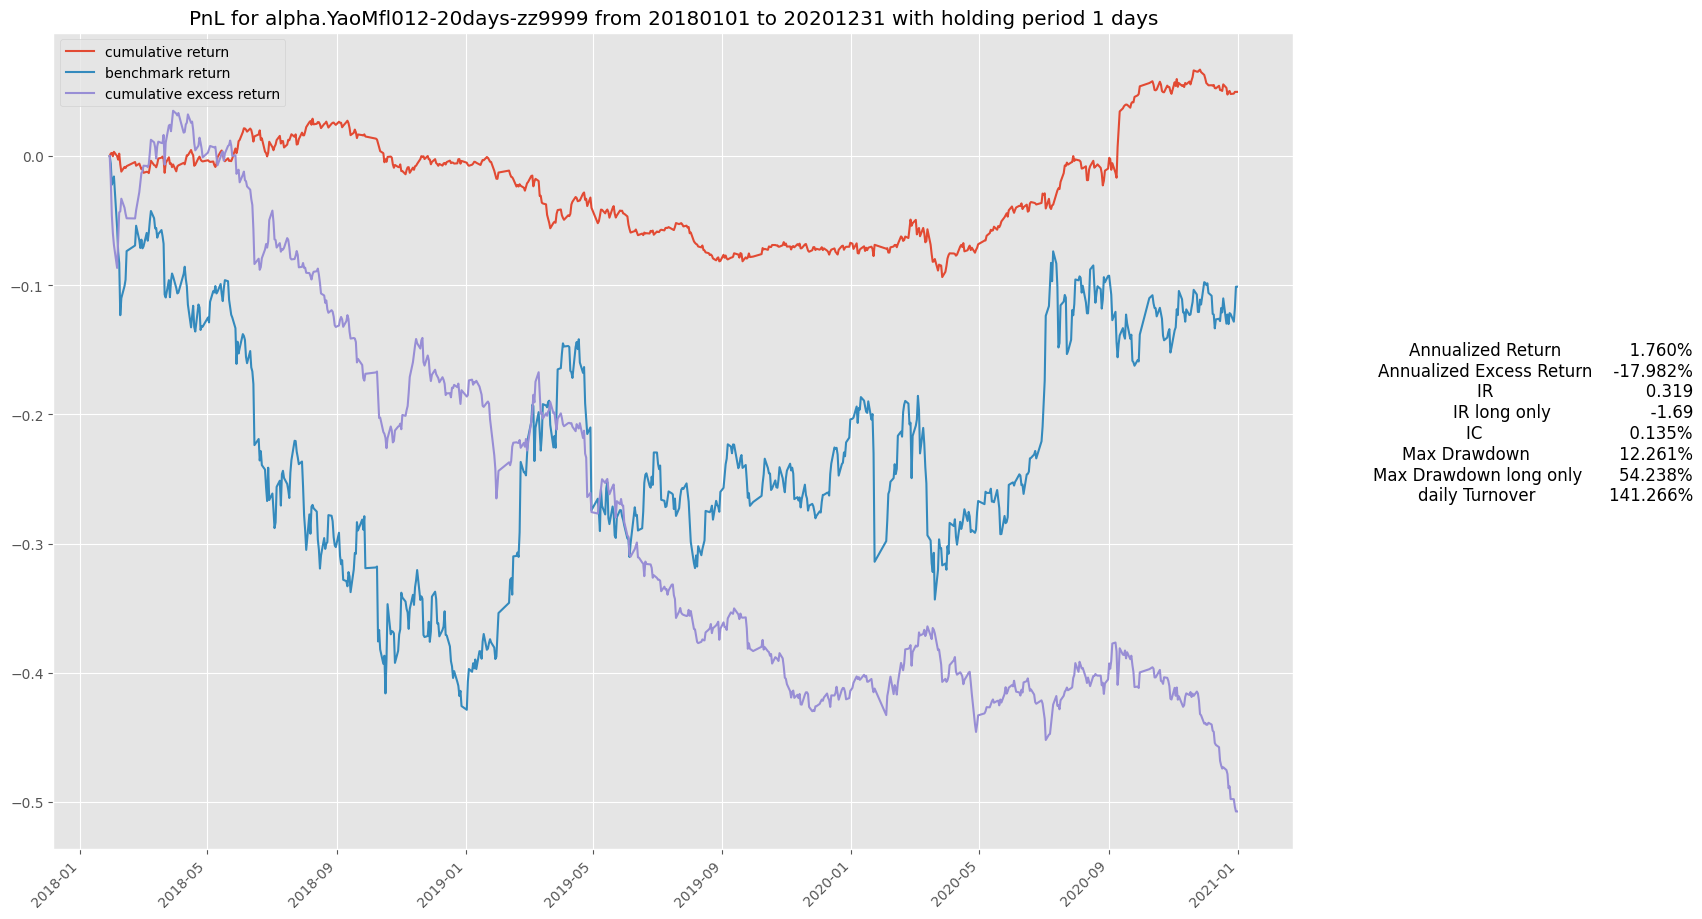 PnL for alpha.YaoMfl012-20days-zz9999 from 20180101 to 20201231 with holding period 1 days
cumulative return
benchmark return
cumulative excess return
0.0
−0.1
−0.2
−0.3
−0.4
−0.5
2018-01
2018-05
2018-09
2019-01
2019-05
2019-09
2020-01
2020-05
2020-09
2021-01
Annualized Return 1.760%
Annualized Excess Return -17.982%
IR 0.319
IR long only -1.69
IC 0.135%
Max Drawdown 12.261%
Max Drawdown long only 54.238%
daily Turnover 141.266%